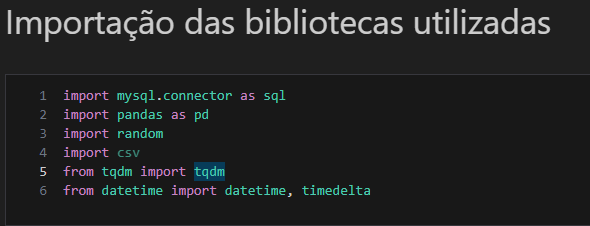 Importação das bibliotecas utilizadas
1 import mysql.connector as sql
2 import pandas as pd
3 import random
4 import csv
5 from tqdm import tqdm
6 from datetime import datetime, timedelta